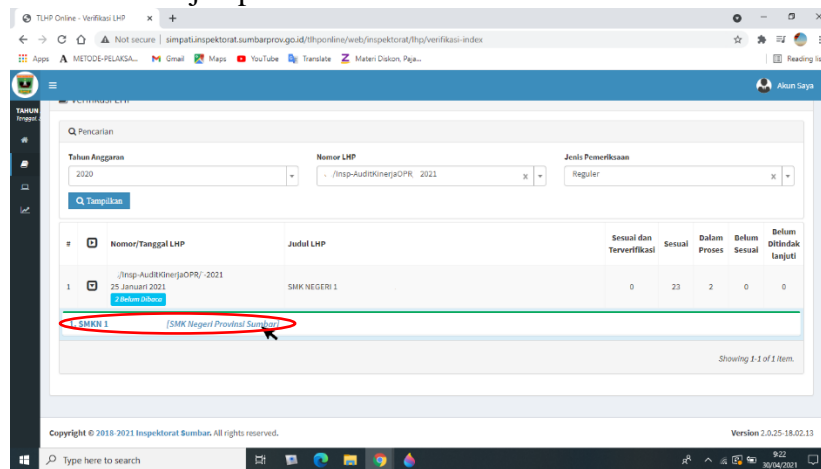 TLHP Online - Verifikasi LHP
Not secure | simpati.inspektorat.sumbarprov.go.id/tlhponline/web/inspektorat/lhp/verifikasi-index
Apps METODE-PELAKSA... Gmail Maps YouTube Translate Materi Diskon, Paja... Reading lis
Akun Saya
TAHUN
Verifikasi LHP
Pencarian
Tahun Anggaran Nomor LHP Jenis Pemeriksaan
2020 /Insp-AuditKinerjaOPR 2021 x Reguler x
Tampilkan
# Nomor/Tanggal LHP Judul LHP Sesuai dan Terverifikasi Sesuai Dalam Proses Belum Sesuai Belum Ditindak lanjuti
./Insp-AuditKinerjaOPR/-2021
1 25 Januari 2021 SMK NEGERI 1 0 23 2 0 0
2 Belum Dibaca
1. SMKN 1 [SMK Negeri Provinsi Sumbar]
Showing 1-1 of 1 item.
Copyright © 2018-2021 Inspektorat Sumbar. All rights reserved. Version 2.0.25-18.02.13
Type here to search 9:22
30/04/2021